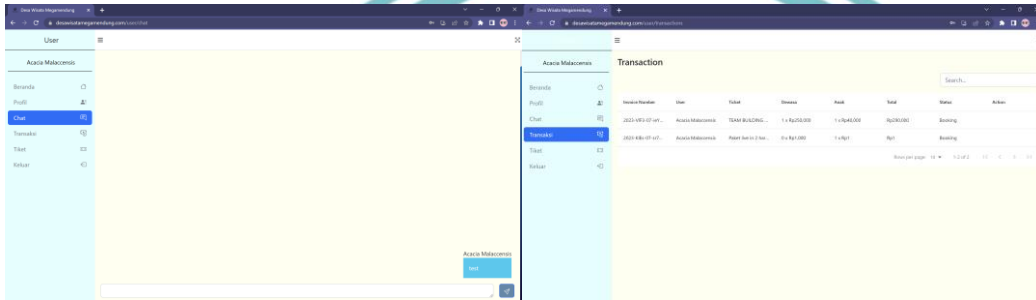 Desa Wisata Megamendung
desawisatamegamendung.com/user/chat
User
Acacia Malaccensis
Beranda
Profil
Chat
Transaksi
Tiket
Keluar
Acacia Malaccensis
test
Desa Wisata Megamendung
desawisatamegamendung.com/user/transactions
Acacia Malaccensis
Beranda
Profil
Chat
Transaksi
Tiket
Keluar
Transaction
Search...
Invoice Number User Ticket Dewasa Anak Total Status Action
Acacia Malaccensis TEAM BUILDING ... 1 x Rp250,000 1 x Rp40,000 Rp290,000 Booking
Acacia Malaccensis 0 x Rp1,000 1 x Rp1 Rp1 Booking
Rows per page: 10 1-2 of 2